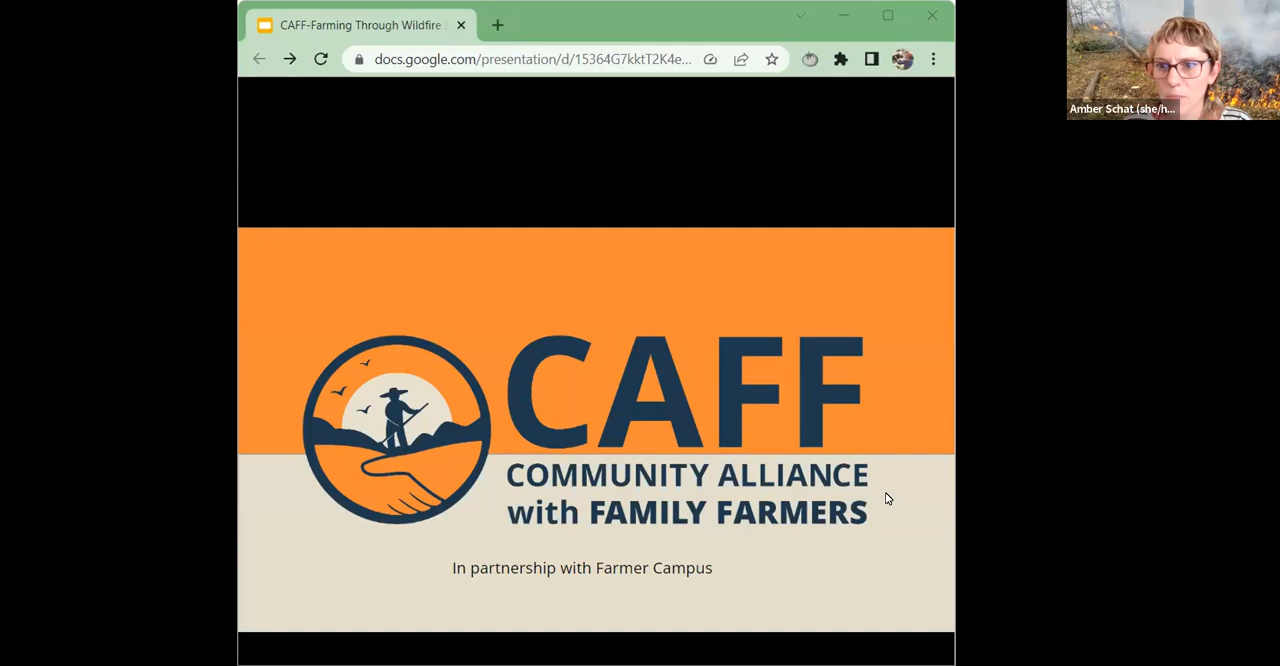 CAFF-Farming Through Wildfire
docs.google.com/presentation/d/15364G7kktT2K4e...
Amber Schat (she/h...
CAFF
COMMUNITY ALLIANCE
with FAMILY FARMERS
In partnership with Farmer Campus